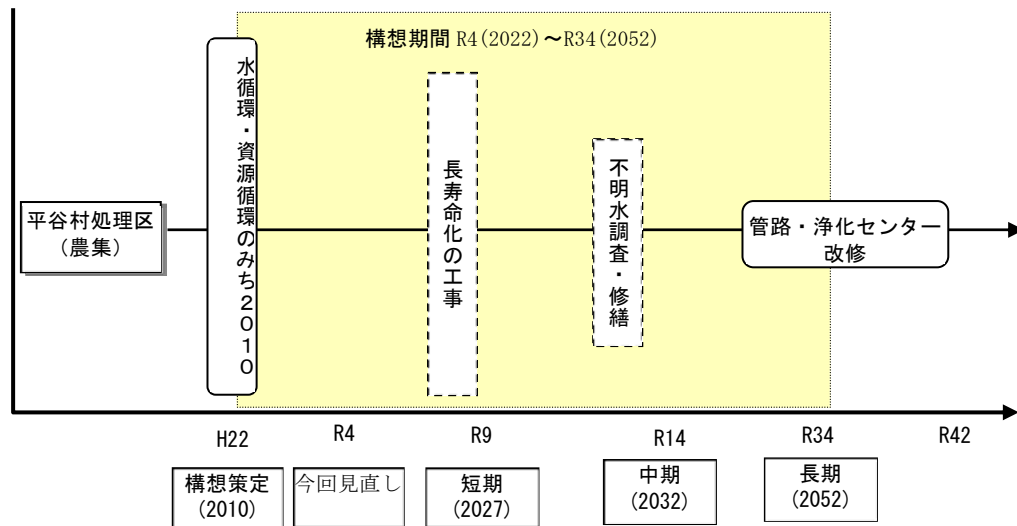 構想期間 R4(2022)～R34(2052)
平谷村処理区
(農集)
水循環・資源循環のみち2010
長寿命化の工事
不明水調査・修繕
管路・浄化センター
改修
H22
R4
R9
R14
R34
R42
構想策定
(2010)
今回見直し
短期
(2027)
中期
(2032)
長期
(2052)